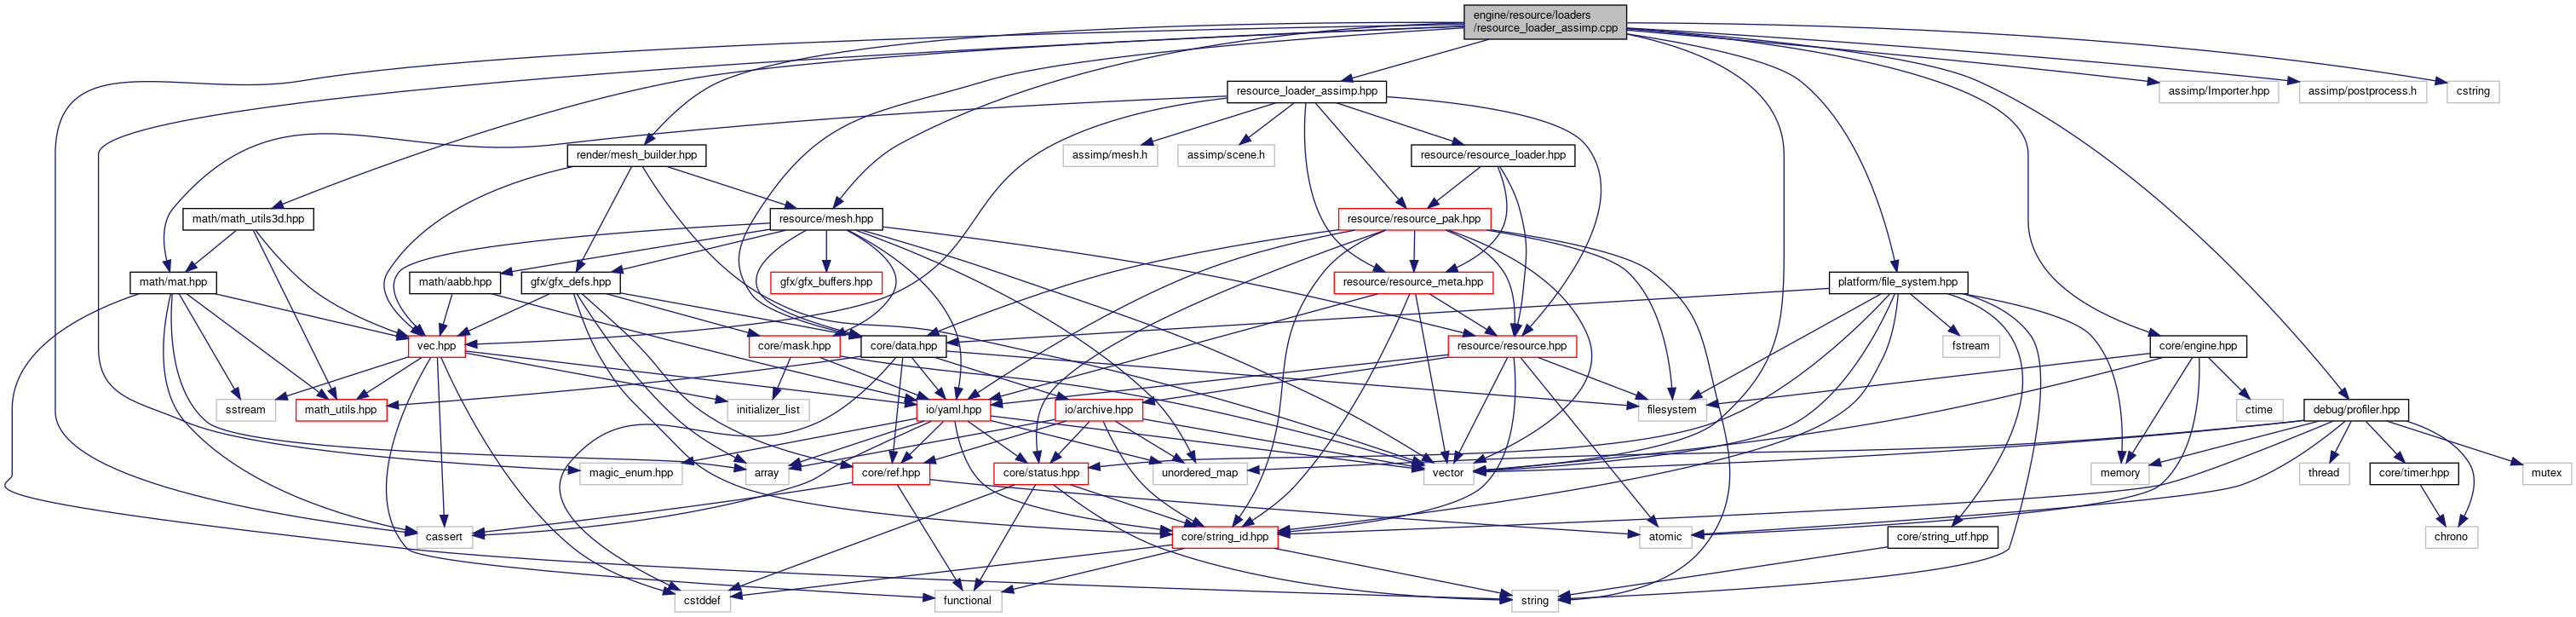 engine/resource/loaders
/resource_loader_assimp.cpp
resource_loader_assimp.hpp
assimp/Importer.hpp
assimp/postprocess.h
cstring
render/mesh_builder.hpp
assimp/mesh.h
assimp/scene.h
resource/resource_loader.hpp
math/math_utils3d.hpp
resource/mesh.hpp
resource/resource_pak.hpp
math/mat.hpp
math/aabb.hpp
gfx/gfx_defs.hpp
gfx/gfx_buffers.hpp
resource/resource_meta.hpp
platform/file_system.hpp
vec.hpp
core/mask.hpp
core/data.hpp
resource/resource.hpp
fstream
core/engine.hpp
sstream
math_utils.hpp
initializer_list
io/yaml.hpp
io/archive.hpp
filesystem
ctime
debug/profiler.hpp
magic_enum.hpp
array
core/ref.hpp
core/status.hpp
unordered_map
vector
memory
thread
core/timer.hpp
mutex
cassert
core/string_id.hpp
atomic
core/string_utf.hpp
chrono
cstddef
functional
string